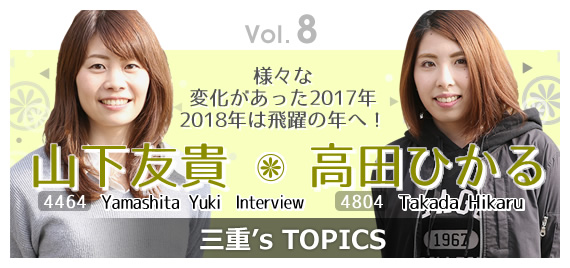 Vol. 8
様々な
変化があった2017年
2018年は飛躍の年へ！
山下友貴 高田ひかる
4464 Yamashita Yuki Interview 4804 Takada Hikaru
1967
三重's TOPICS